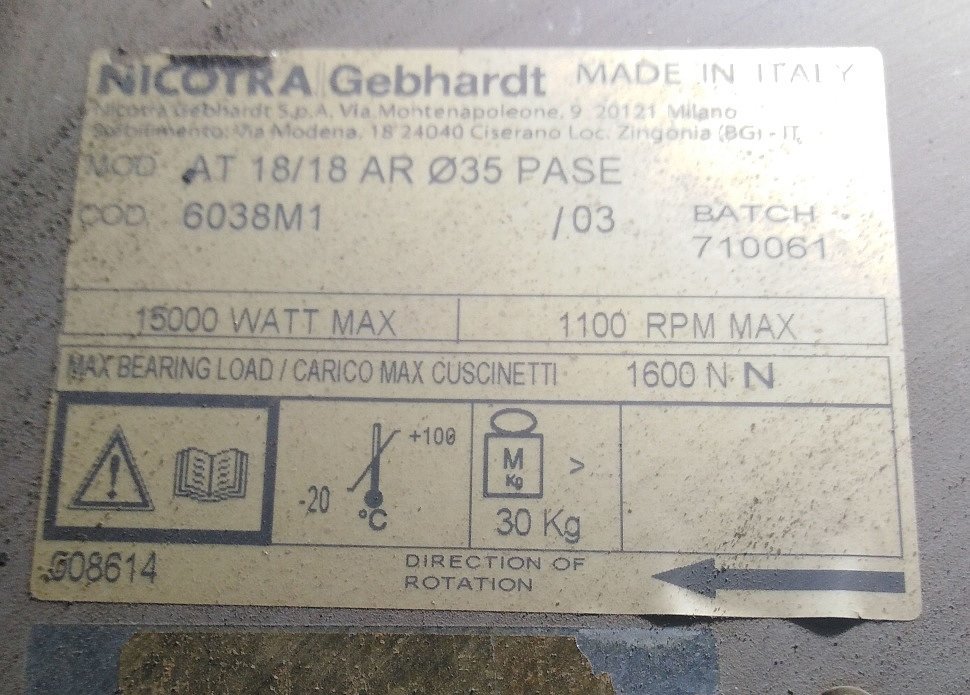 NICOTRA Gebhardt MADE IN ITALY
Nicotra Gebhardt S.p.A. Via Montenapoleone, 9 20121 Milano
Stabilimento: Via Modena, 18 24040 Ciserano Loc. Zingonia (BG) - IT
MOD. AT 18/18 AR Ø35 PASE
COD. 6038M1 /03 BATCH
710061
15000 WATT MAX 1100 RPM MAX
MAX BEARING LOAD / CARICO MAX CUSCINETTI 1600 N N
+100
-20
°C
M
Kg
>
30 Kg
DIRECTION OF
ROTATION